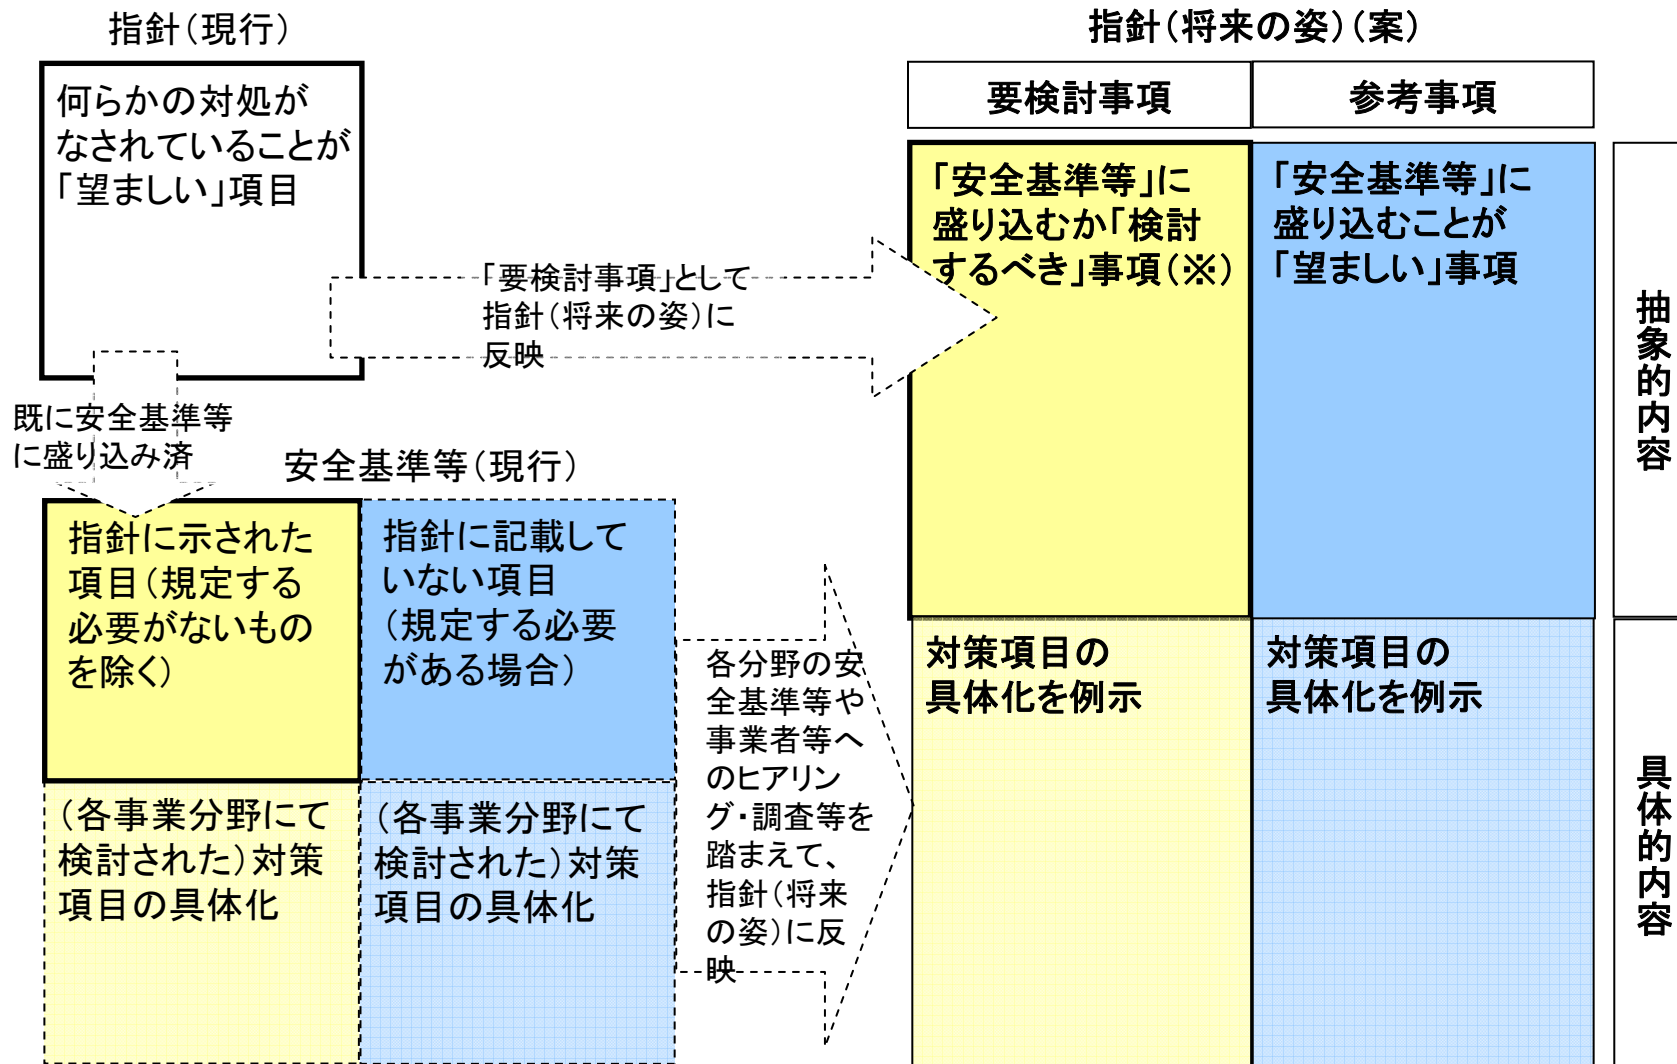 指針(現行)
何らかの対処が
なされていることが
「望ましい」項目
「要検討事項」として
指針(将来の姿)に
反映
既に安全基準等
に盛り込み済
安全基準等(現行)
指針に示された
項目(規定する
必要がないもの
を除く)
指針に記載して
いない項目
(規定する必要
がある場合)
(各事業分野にて
検討された)対策
項目の具体化
(各事業分野にて
検討された)対策
項目の具体化
各分野の安
全基準等や
事業者等へ
のヒアリン
グ・調査等を
踏まえて、
指針(将来
の姿)に反
映
指針(将来の姿)(案)
要検討事項
参考事項
「安全基準等」に
盛り込むか「検討
するべき」事項(※)
「安全基準等」に
盛り込むことが
「望ましい」事項
抽象的内容
対策項目の
具体化を例示
対策項目の
具体化を例示
具体的内容